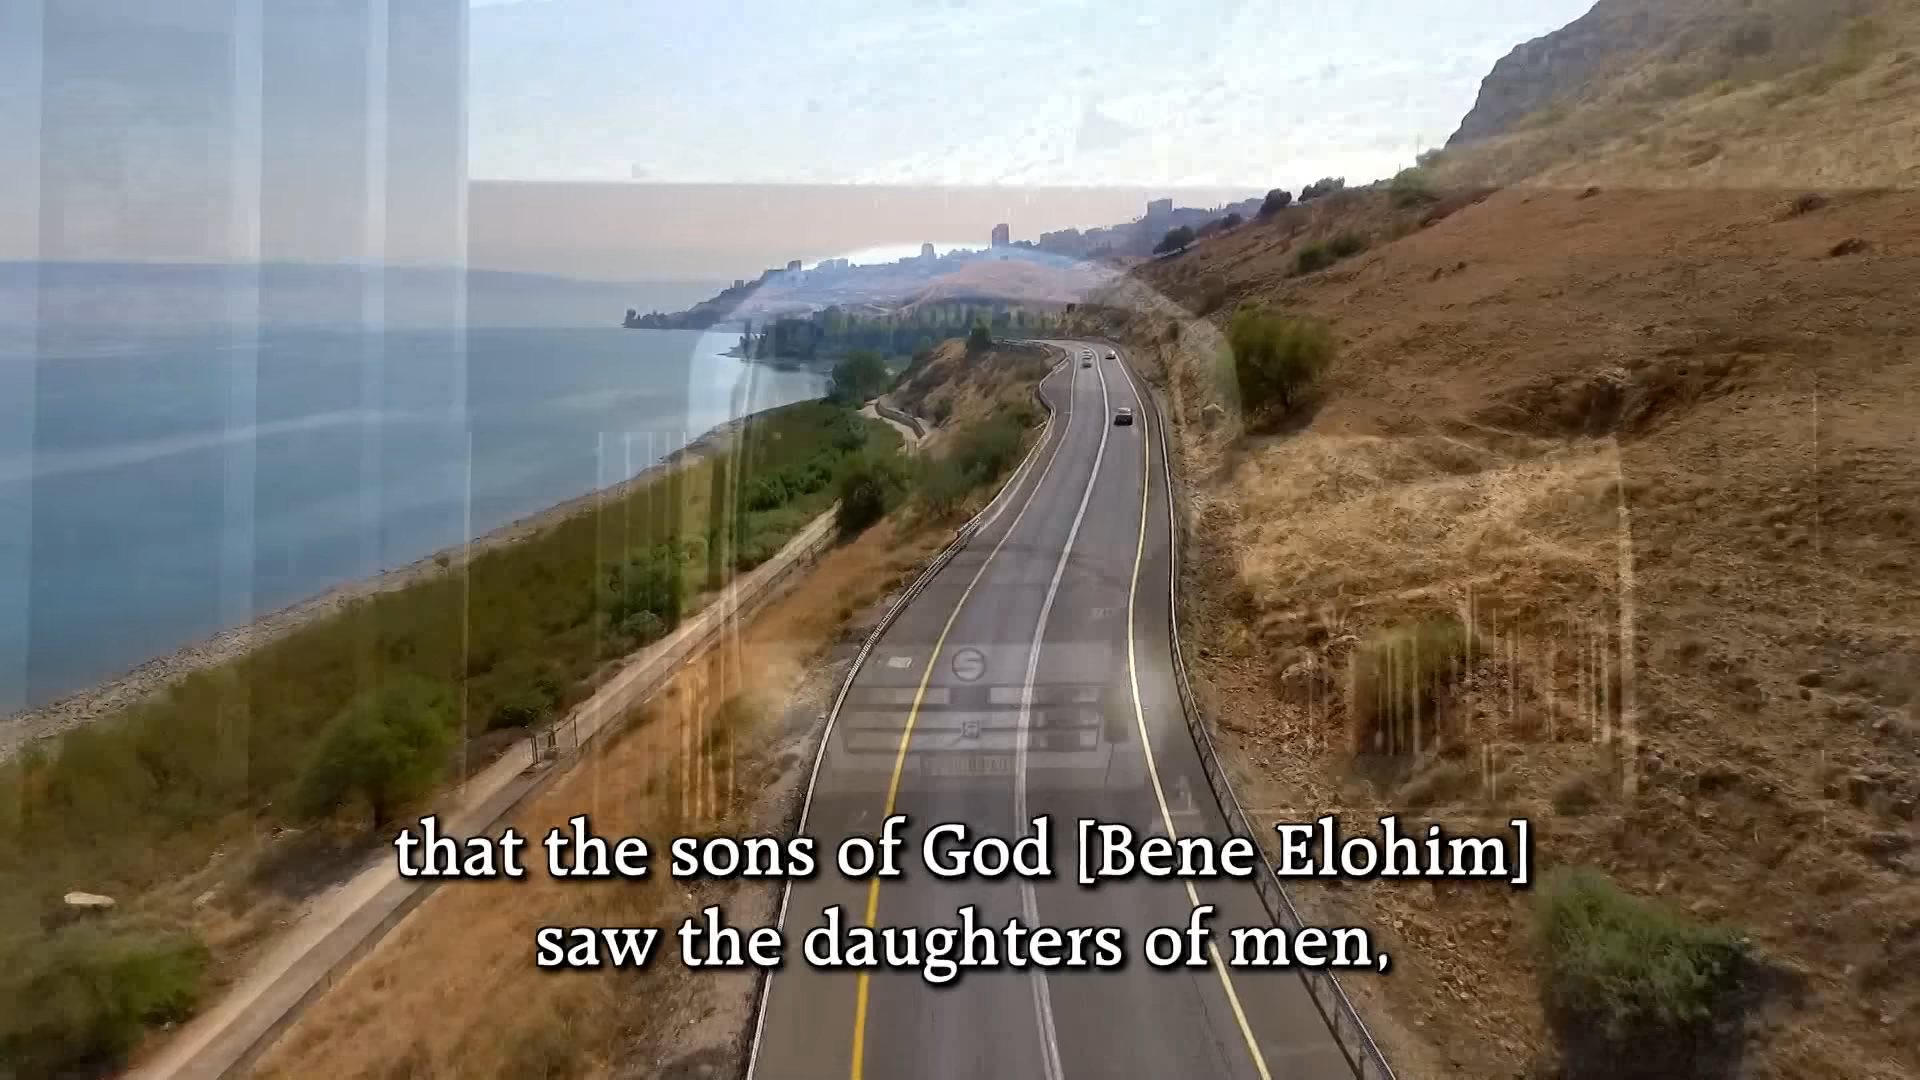 that the sons of God [Bene Elohim]
saw the daughters of men,